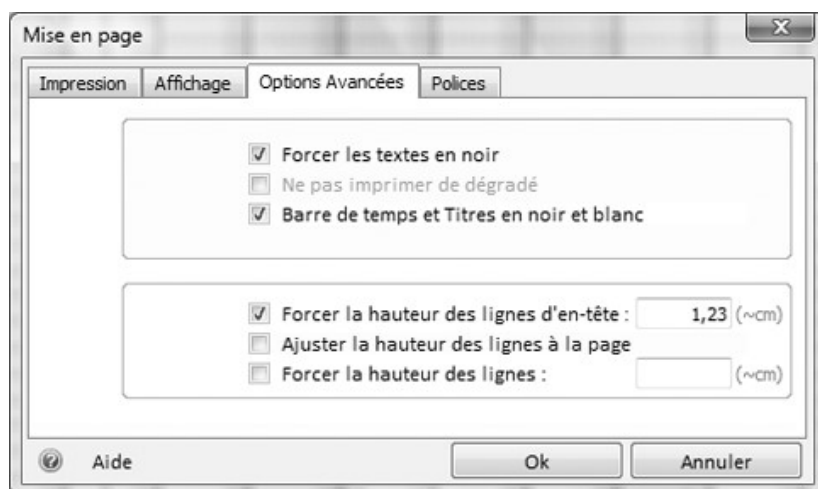 Mise en page
Impression Affichage Options Avancées Polices
Forcer les textes en noir
Ne pas imprimer de dégradé
Barre de temps et Titres en noir et blanc
Forcer la hauteur des lignes d'en-tête : 1,23 (~cm)
Ajuster la hauteur des lignes à la page
Forcer la hauteur des lignes : (~cm)
Aide Ok Annuler